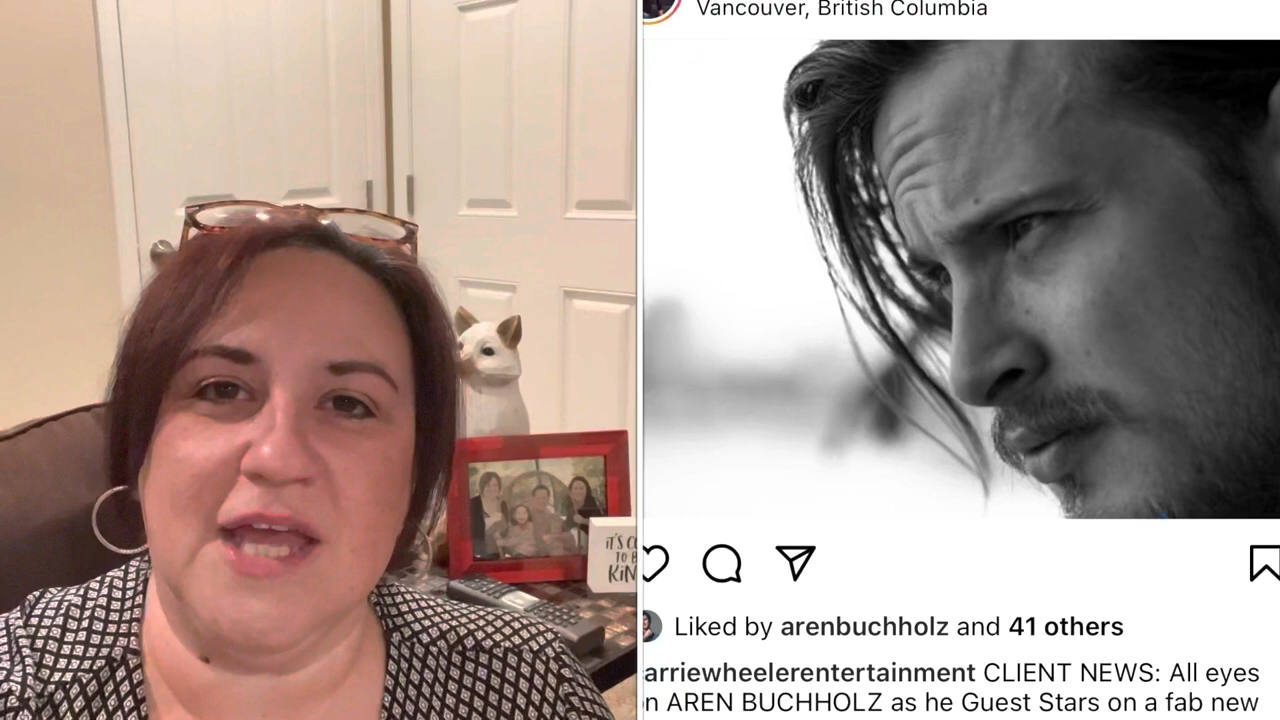 Vancouver, British Columbia
IT'S
TO
KIN
Liked by arenbuchholz and 41 others
arriewheelerentertainment CLIENT NEWS: All eyes
n AREN BUCHHOLZ as he Guest Stars on a fab new